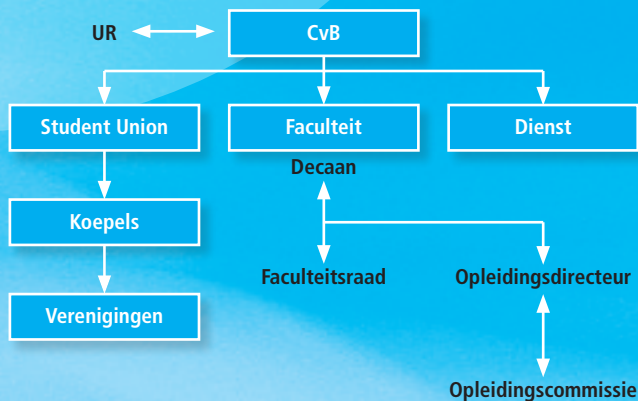 UR
CvB
Student Union
Faculteit
Dienst
Decaan
Koepels
Faculteitsraad
Opleidingsdirecteur
Verenigingen
Opleidingscommissie